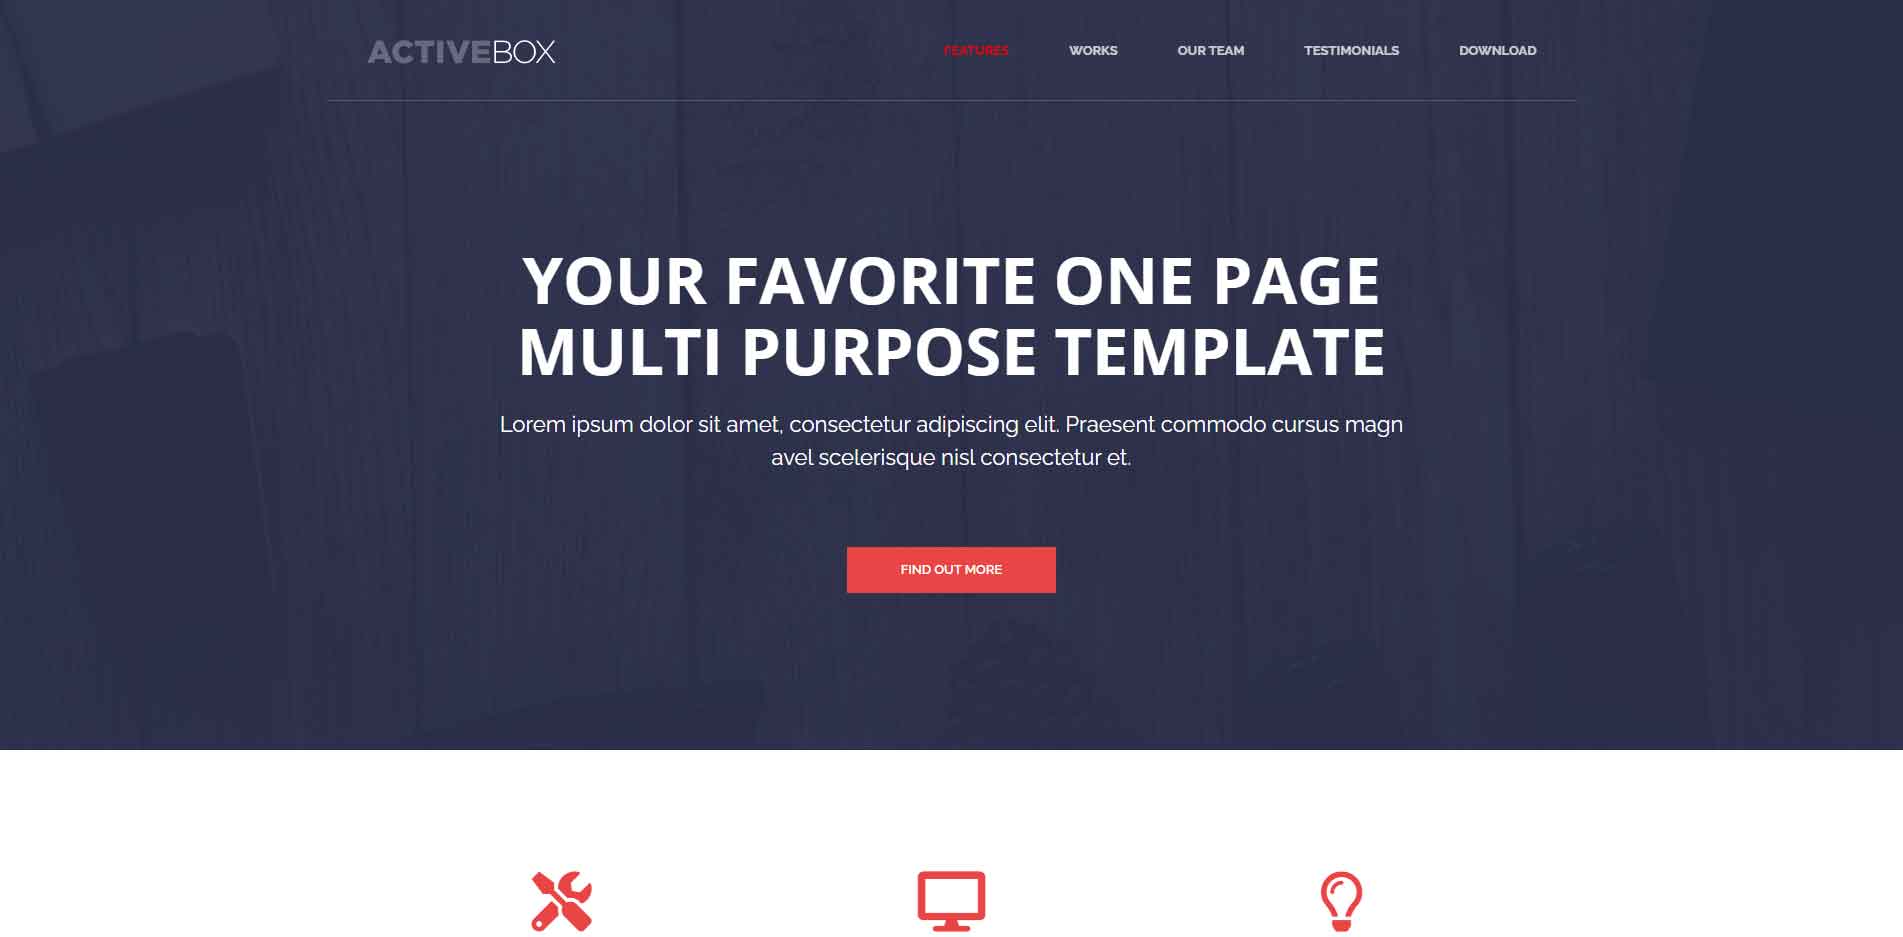 ACTIVEBOX
FEATURES WORKS OUR TEAM TESTIMONIALS DOWNLOAD
YOUR FAVORITE ONE PAGE
MULTI PURPOSE TEMPLATE
Lorem ipsum dolor sit amet, consectetur adipiscing elit. Praesent commodo cursus magn
avel scelerisque nisl consectetur et.
FIND OUT MORE